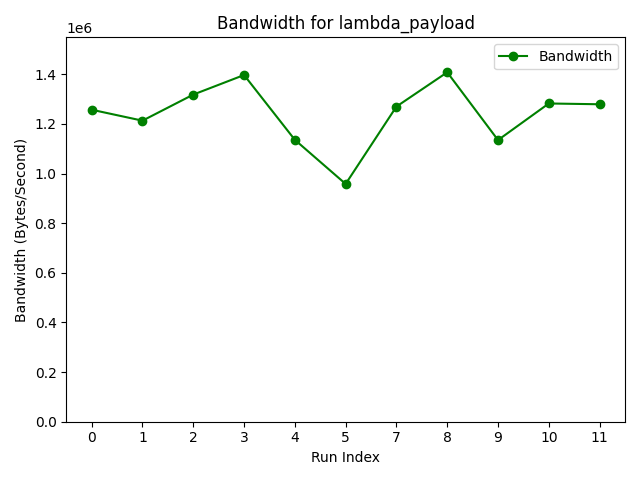 Bandwidth for lambda_payload
1e6
Bandwidth
1.4
1.2
1.0
0.8
0.6
0.4
0.2
0.0
Bandwidth (Bytes/Second)
0 1 2 3 4 5 7 8 9 10 11
Run Index